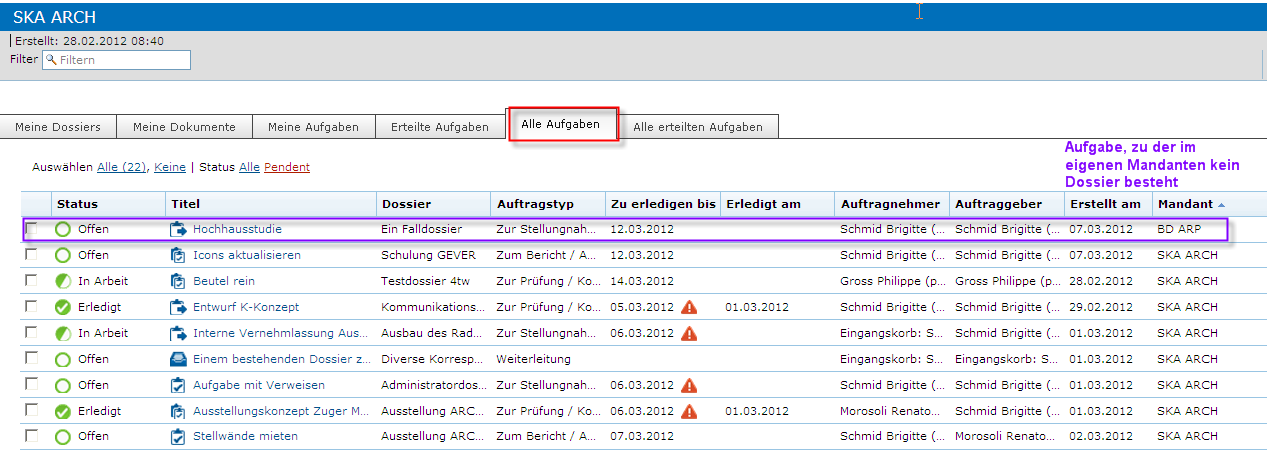 SKA ARCH
Erstellt: 28.02.2012 08:40
Filter Filtern
Meine Dossiers Meine Dokumente Meine Aufgaben Erteilte Aufgaben Alle Aufgaben Alle erteilten Aufgaben
Aufgabe, zu der im
eigenen Mandanten kein
Dossier besteht
Auswählen Alle (22), Keine | Status Alle Pendent
Status Titel Dossier Auftragstyp Zu erledigen bis Erledigt am Auftragnehmer Auftraggeber Erstellt am Mandant
Offen Hochhausstudie Ein Falldossier Zur Stellungnah... 12.03.2012 Schmid Brigitte (... Schmid Brigitte (... 07.03.2012 BD ARP
Offen Icons aktualisieren Schulung GEVER Zum Bericht / A... 12.03.2012 Schmid Brigitte (... Schmid Brigitte (... 07.03.2012 SKA ARCH
In Arbeit Beutel rein Testdossier 4tw Zur Prüfung / Ko... 14.03.2012 Gross Philippe (p... Gross Philippe (p... 28.02.2012 SKA ARCH
Erledigt Entwurf K-Konzept Kommunikations... Zur Prüfung / Ko... 05.03.2012 01.03.2012 Schmid Brigitte (... Schmid Brigitte (... 29.02.2012 SKA ARCH
In Arbeit Interne Vernehmlassung Aus... Ausbau des Rad... Zur Stellungnah... 06.03.2012 Eingangskorb: S... Schmid Brigitte (... 01.03.2012 SKA ARCH
Offen Einem bestehenden Dossier z... Diverse Korresp... Weiterleitung Eingangskorb: S... Eingangskorb: S... 01.03.2012 SKA ARCH
Offen Aufgabe mit Verweisen Administratordos... Zur Stellungnah... 06.03.2012 Schmid Brigitte (... Schmid Brigitte (... 01.03.2012 SKA ARCH
Erledigt Ausstellungskonzept Zuger M... Ausstellung ARC... Zur Prüfung / Ko... 06.03.2012 01.03.2012 Morosoli Renato... Schmid Brigitte (... 01.03.2012 SKA ARCH
Offen Stellwände mieten Ausstellung ARC... Zum Bericht / A... 07.03.2012 Schmid Brigitte (... Morosoli Renato... 02.03.2012 SKA ARCH